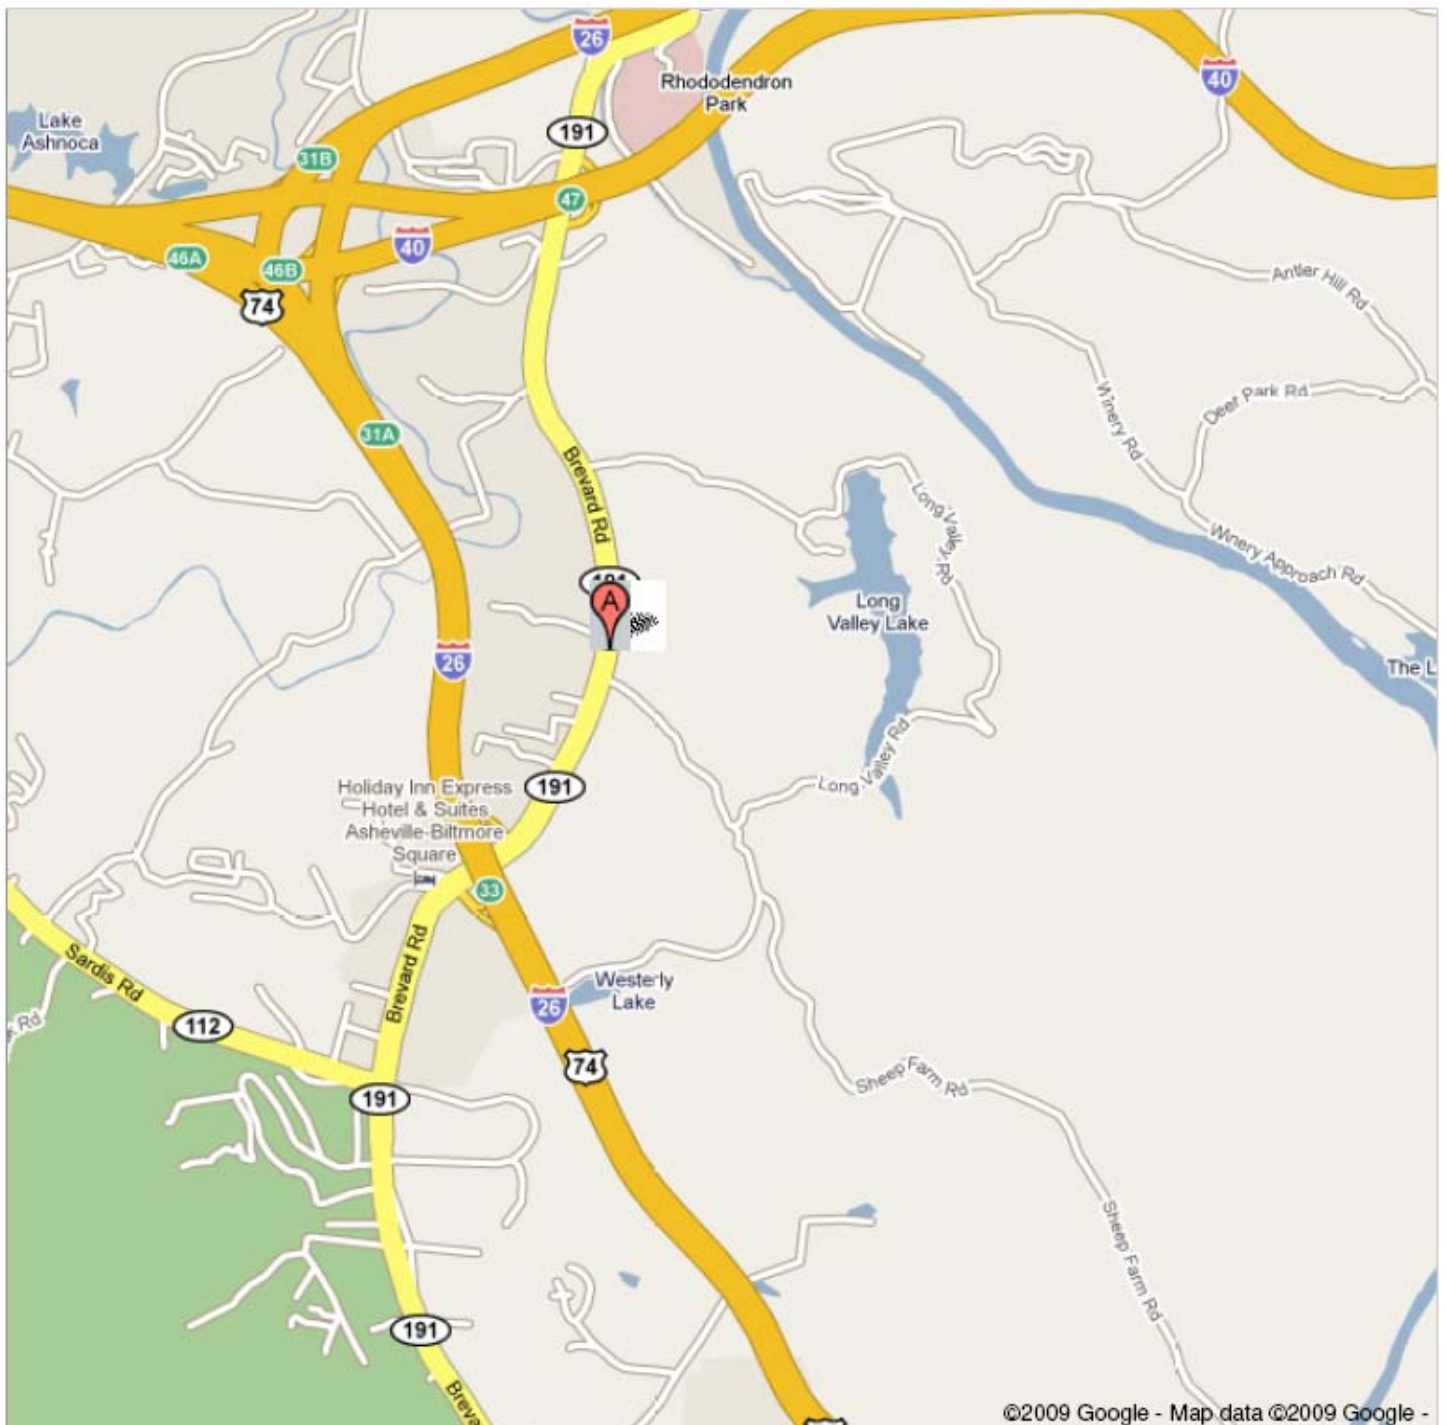 26
40
Rhododendron
Park
Lake
Ashnoca
191
31B
47
40
46A
46B
74
Antler Hill Rd
Winery Rd
Deer Park Rd
31A
Brevard Rd
Long Valley Rd
Winery Approach Rd
A
Long
Valley Lake
26
The L
Long Valley Rd
191
Holiday Inn Express
Hotel & Suites
Asheville-Biltmore
Square
33
Brevard Rd
Sardis Rd
Westerly
Lake
26
112
Rd
74
Sheep Farm Rd
191
Sheep Farm Rd
191
Breva
©2009 Google - Map data ©2009 Google -